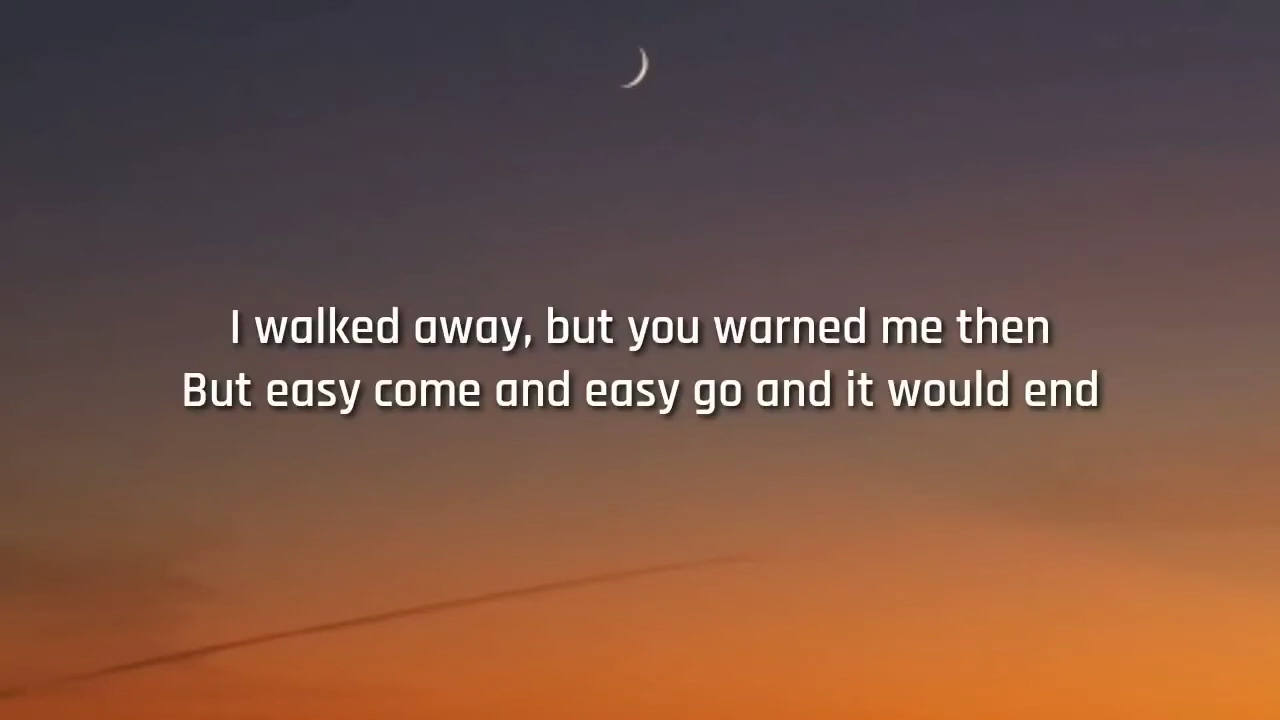 I walked away, but you warned me then
But easy come and easy go and it would end